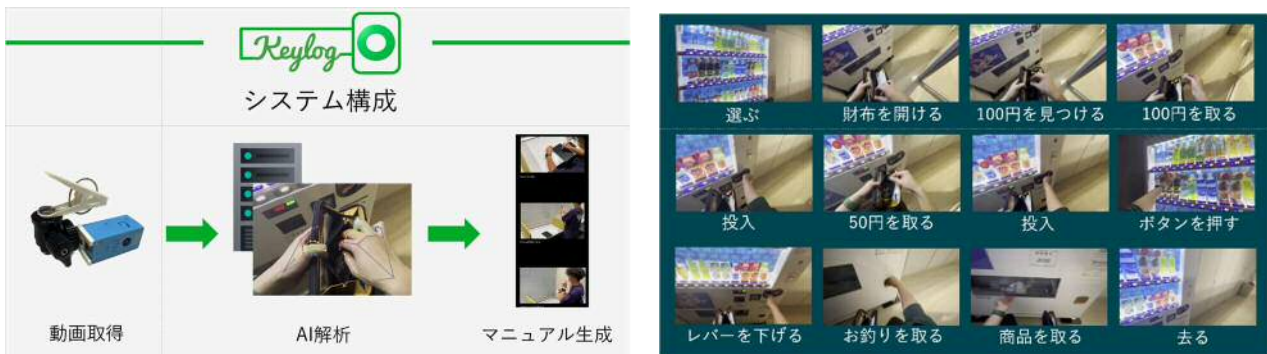 Keylog
システム構成
動画取得
AI解析
マニュアル生成
選ぶ
財布を開ける
100円を見つける
100円を取る
投入
50円を取る
投入
ボタンを押す
レバーを下げる
お釣りを取る
商品を取る
去る